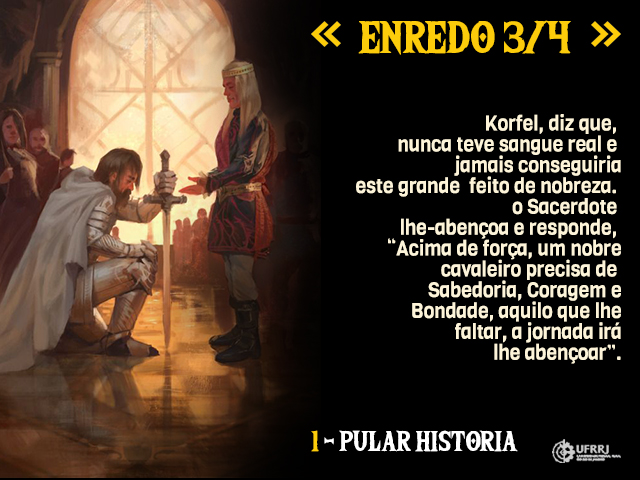 « ENREDO 3/4 »
Korfel, diz que,
nunca teve sangue real e
jamais conseguiria
este grande feito de nobreza.
o Sacerdote
lhe-abençoa e responde,
“Acima de força, um nobre
cavaleiro precisa de
Sabedoria, Coragem e
Bondade, aquilo que lhe
faltar, a jornada irá
lhe abençoar”.
1 - PULAR HISTORIA
UFRRJ